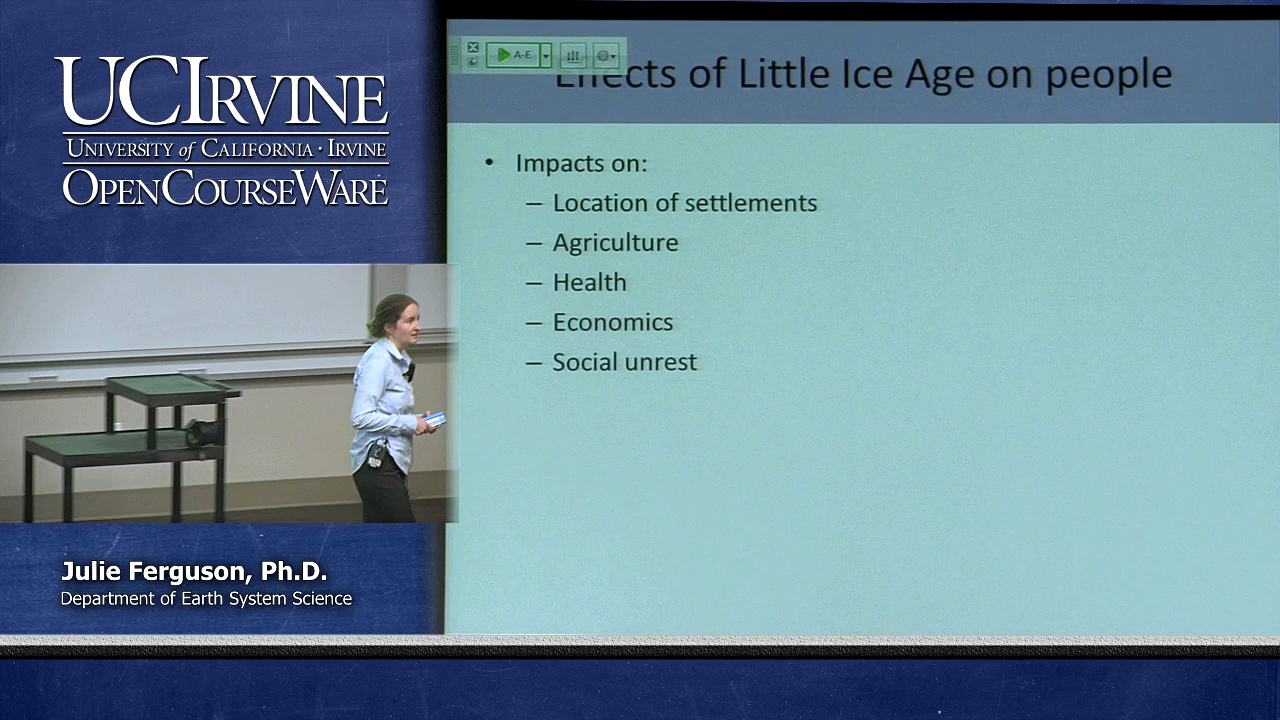 UCIRVINE
UNIVERSITY of CALIFORNIA · IRVINE
OPENCOURSEWARE
A-E
Effects of Little Ice Age on people
• Impacts on:
– Location of settlements
– Agriculture
– Health
– Economics
– Social unrest
Julie Ferguson, Ph.D.
Department of Earth System Science